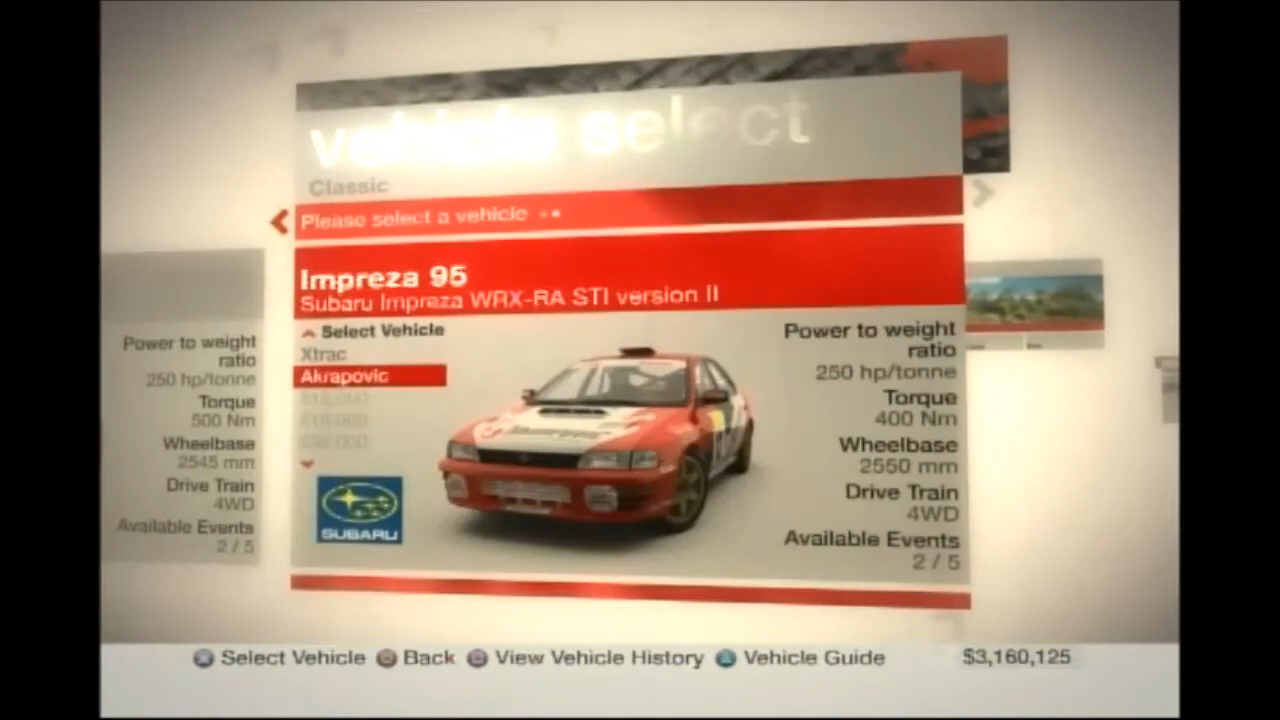 vehicle select
Classic
Please select a vehicle
Impreza 95
Subaru Impreza WRX-RA STI version II
Select Vehicle
Xtrac
Akrapovic
SUBARU
Power to weight
ratio
250 hp/tonne
Torque
400 Nm
Wheelbase
2550 mm
Drive Train
4WD
Available Events
2 / 5
Power to weight
ratio
250 hp/tonne
Torque
500 Nm
Wheelbase
2545 mm
Drive Train
4WD
Available Events
2 / 5
Select Vehicle Back View Vehicle History Vehicle Guide $3,160,125